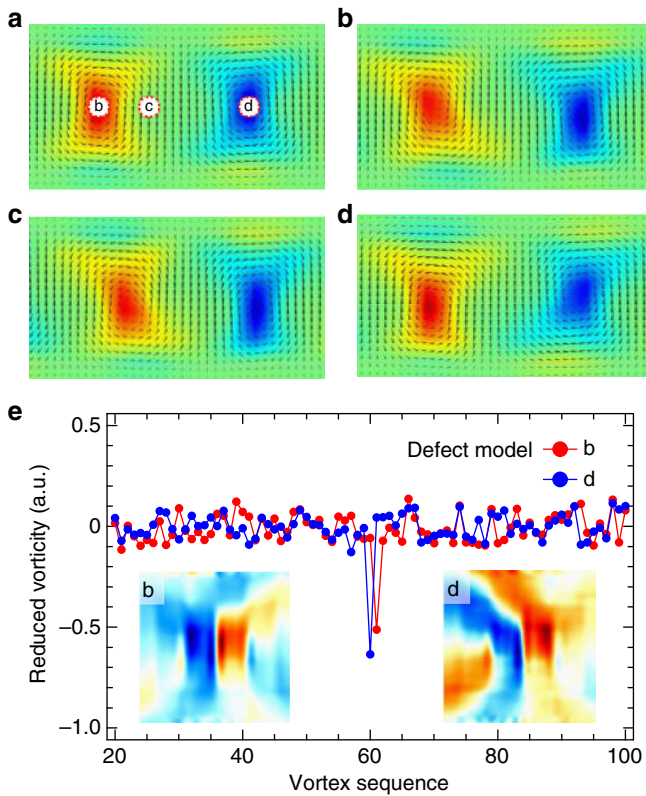 a
b
b
c
d
c
d
e
0.5
0
−0.5
−1.0
Reduced vorticity (a.u.)
Defect model
b
d
b
d
20
40
60
80
100
Vortex sequence